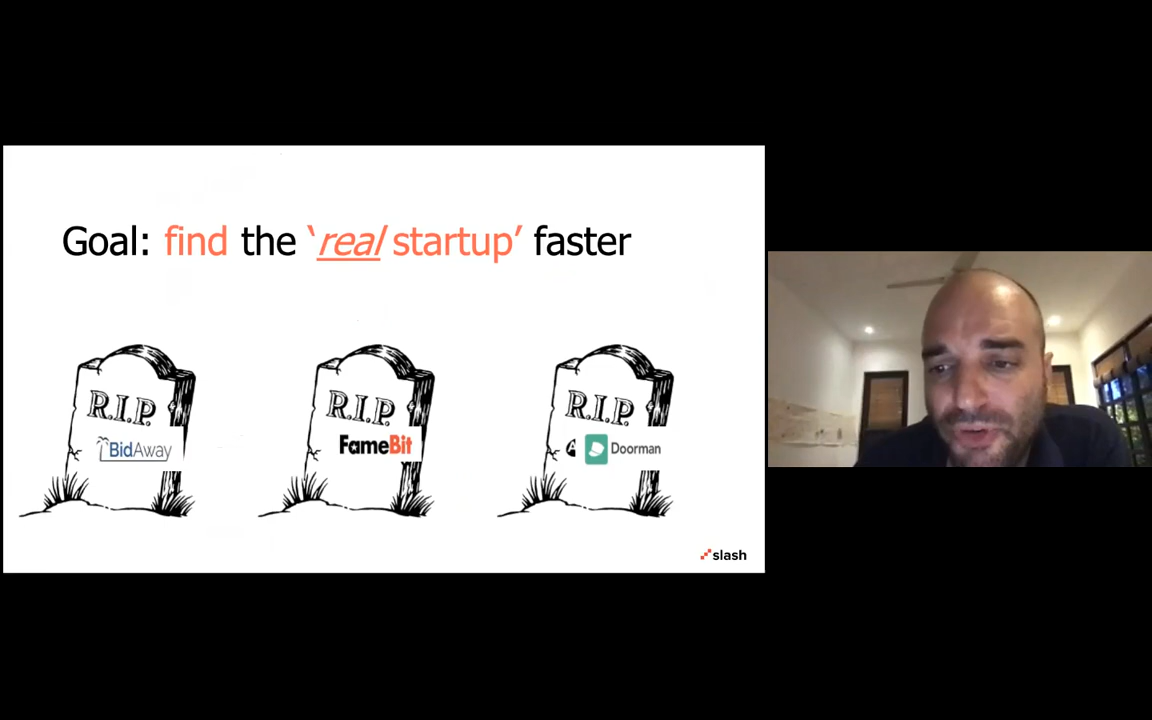 Goal: find the ‘real startup’ faster
R.I.P.
BidAway
R.I.P.
FameBit
R.I.P.
Doorman
slash